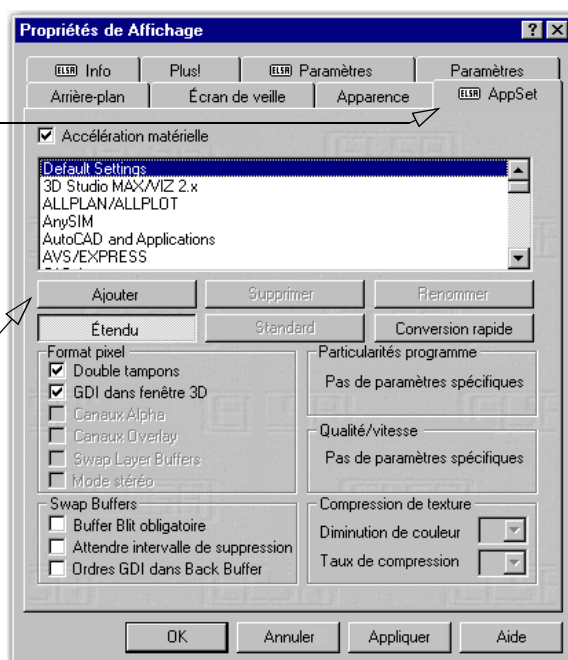 Propriétés de Affichage
ELSA Info
Plus!
ELSA Paramètres
Paramètres
Arrière-plan
Écran de veille
Apparence
ELSA AppSet
Accélération matérielle
Default Settings
3D Studio MAX/VIZ 2.x
ALLPLAN/ALLPLOT
AnySIM
AutoCAD and Applications
AVS/EXPRESS
Ajouter
Supprimer
Renommer
Étendu
Standard
Conversion rapide
Format pixel
Double tampons
GDI dans fenêtre 3D
Canaux Alpha
Canaux Overlay
Swap Layer Buffers
Mode stéréo
Particularités programme
Pas de paramètres spécifiques
Qualité/vitesse
Pas de paramètres spécifiques
Swap Buffers
Buffer Blit obligatoire
Attendre intervalle de suppression
Ordres GDI dans Back Buffer
Compression de texture
Diminution de couleur
Taux de compression
OK
Annuler
Appliquer
Aide